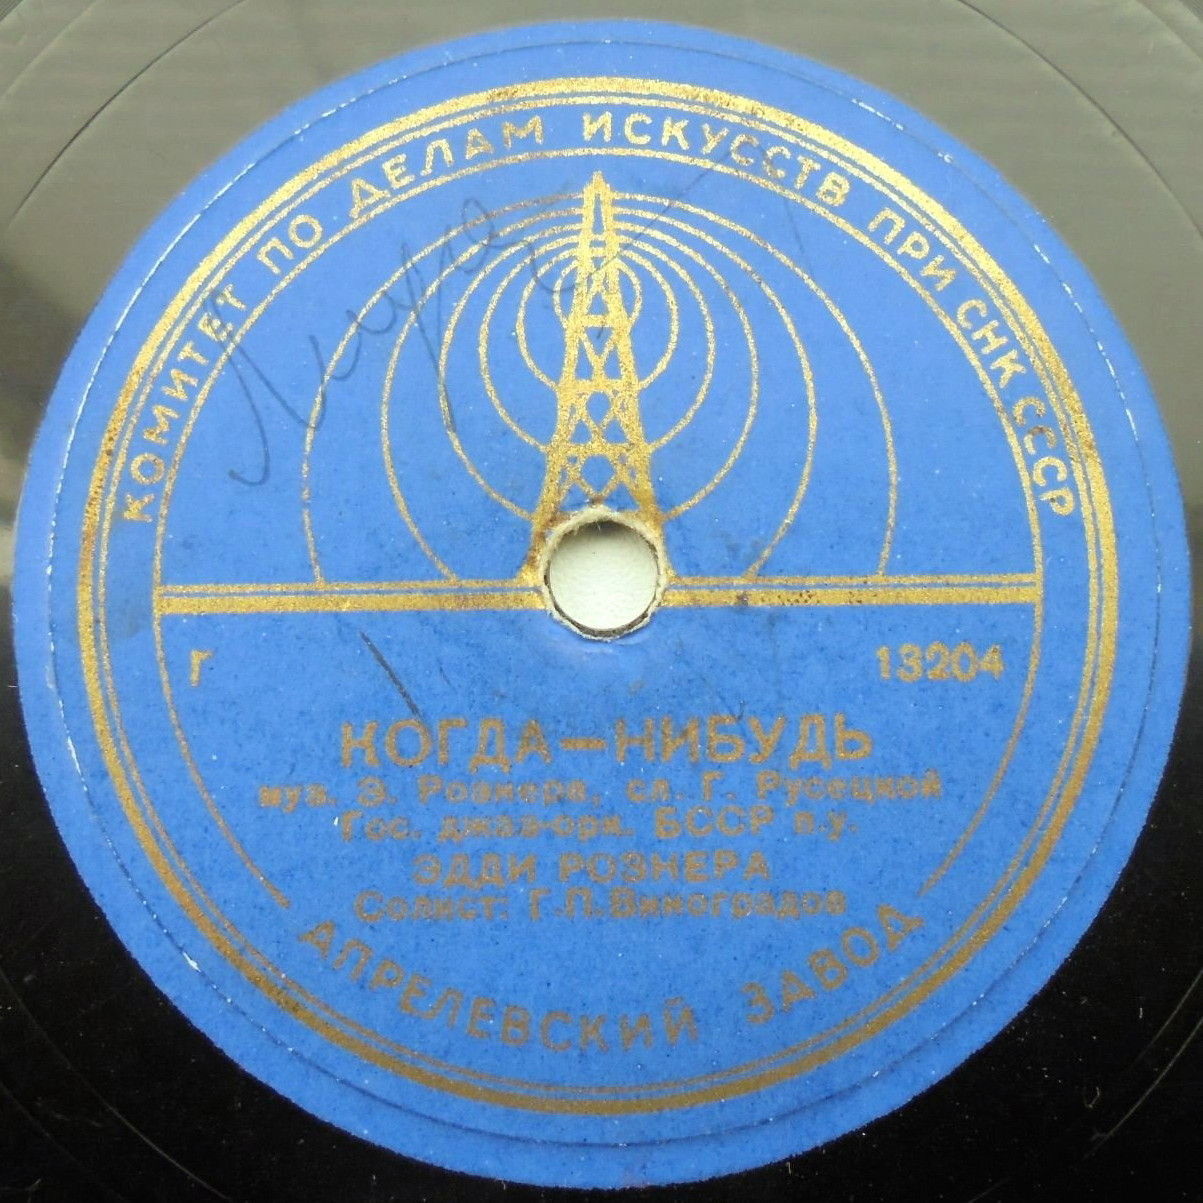 КОМИТЕТ ПО ДЕЛАМ ИСКУССТВ ПРИ СНК СССР
Г 13204
КОГДА—НИБУДЬ
муз. Э. Рознера, сл. Г. Русецкой
Гос. джаз-орк. БССР п.у.
ЭДДИ РОЗНЕРА
Солист: Г.П.Виноградов
АПРЕЛЕВСКИЙ ЗАВОД